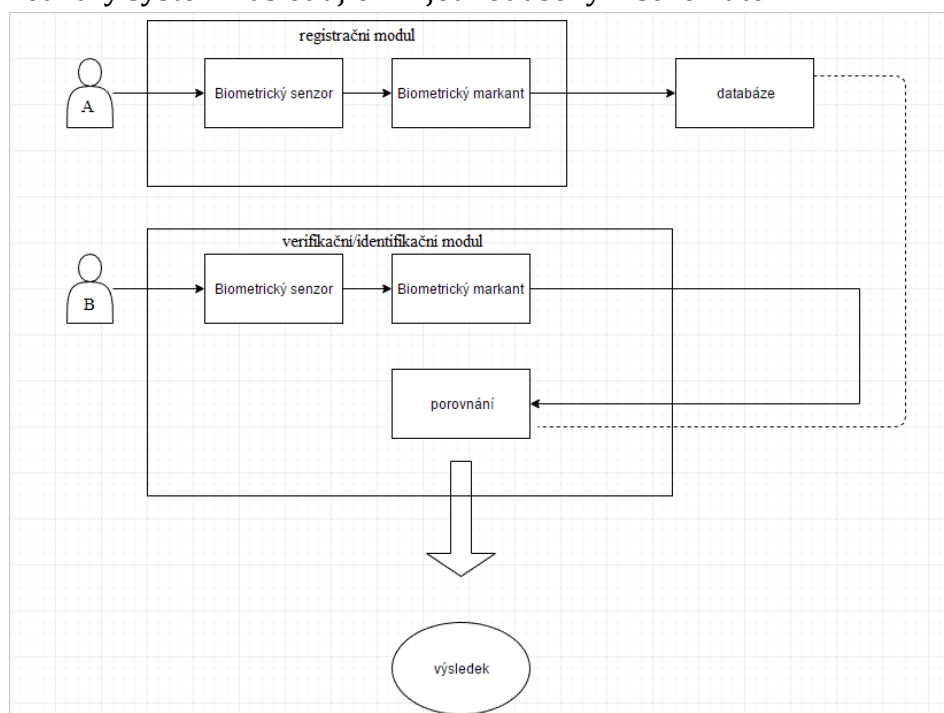 registrační modul
A
Biometrický senzor
Biometrický markant
databáze
verifikační/identifikační modul
B
Biometrický senzor
Biometrický markant
porovnání
výsledek